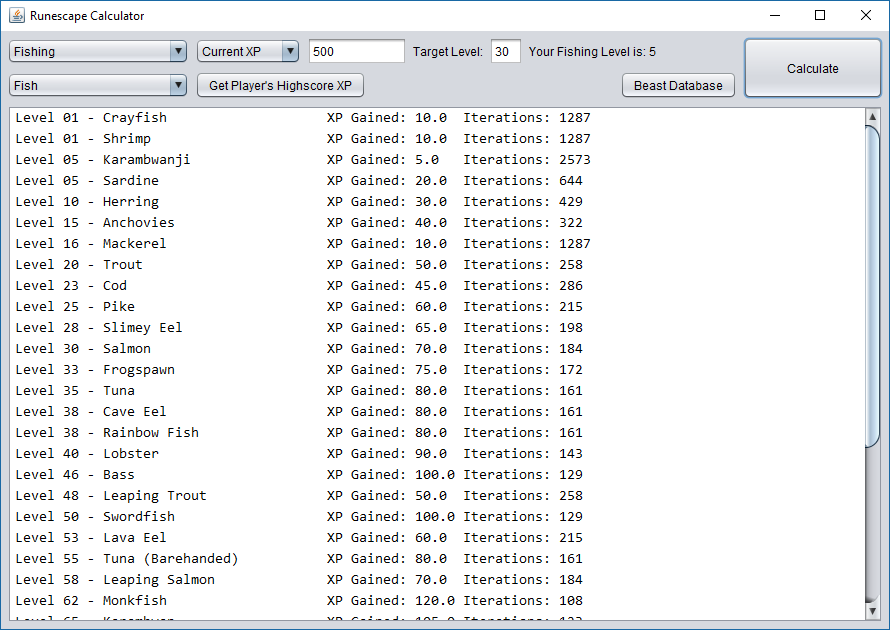 Runescape Calculator
Fishing Current XP 500 Target Level: 30 Your Fishing Level is: 5 Calculate
Fish Get Player's Highscore XP Beast Database
Level 01 - Crayfish XP Gained: 10.0 Iterations: 1287
Level 01 - Shrimp XP Gained: 10.0 Iterations: 1287
Level 05 - Karambwanji XP Gained: 5.0 Iterations: 2573
Level 05 - Sardine XP Gained: 20.0 Iterations: 644
Level 10 - Herring XP Gained: 30.0 Iterations: 429
Level 15 - Anchovies XP Gained: 40.0 Iterations: 322
Level 16 - Mackerel XP Gained: 10.0 Iterations: 1287
Level 20 - Trout XP Gained: 50.0 Iterations: 258
Level 23 - Cod XP Gained: 45.0 Iterations: 286
Level 25 - Pike XP Gained: 60.0 Iterations: 215
Level 28 - Slimey Eel XP Gained: 65.0 Iterations: 198
Level 30 - Salmon XP Gained: 70.0 Iterations: 184
Level 33 - Frogspawn XP Gained: 75.0 Iterations: 172
Level 35 - Tuna XP Gained: 80.0 Iterations: 161
Level 38 - Cave Eel XP Gained: 80.0 Iterations: 161
Level 38 - Rainbow Fish XP Gained: 80.0 Iterations: 161
Level 40 - Lobster XP Gained: 90.0 Iterations: 143
Level 46 - Bass XP Gained: 100.0 Iterations: 129
Level 48 - Leaping Trout XP Gained: 50.0 Iterations: 258
Level 50 - Swordfish XP Gained: 100.0 Iterations: 129
Level 53 - Lava Eel XP Gained: 60.0 Iterations: 215
Level 55 - Tuna (Barehanded) XP Gained: 80.0 Iterations: 161
Level 58 - Leaping Salmon XP Gained: 70.0 Iterations: 184
Level 62 - Monkfish XP Gained: 120.0 Iterations: 108